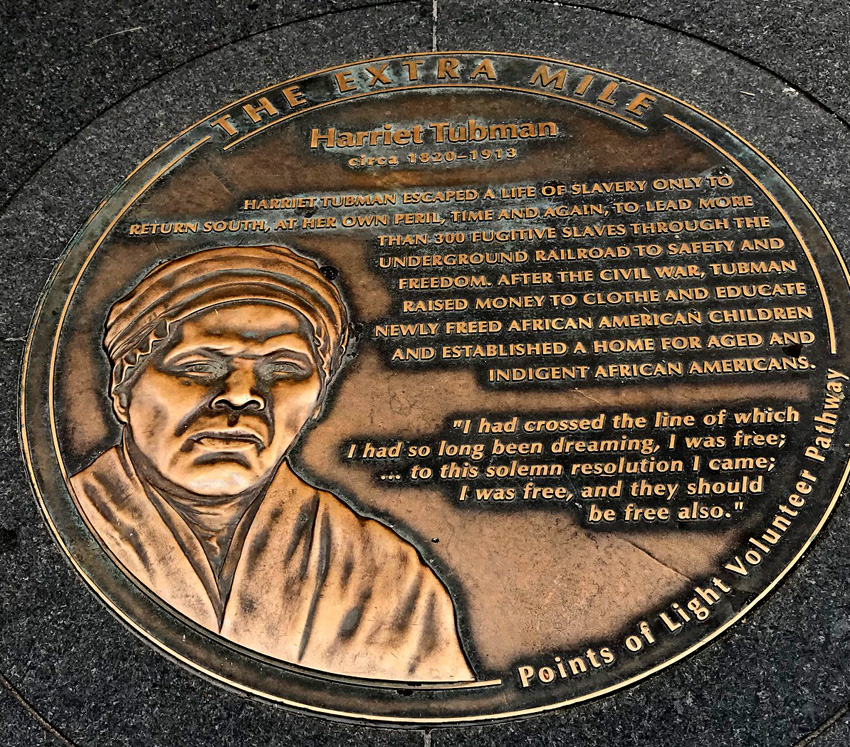 THE EXTRA MILE
Harriet Tubman
circa 1820–1913
HARRIET TUBMAN ESCAPED A LIFE OF SLAVERY ONLY TO
RETURN SOUTH, AT HER OWN PERIL, TIME AND AGAIN, TO LEAD MORE
THAN 300 FUGITIVE SLAVES THROUGH THE
UNDERGROUND RAILROAD TO SAFETY AND
FREEDOM. AFTER THE CIVIL WAR, TUBMAN
RAISED MONEY TO CLOTHE AND EDUCATE
NEWLY FREED AFRICAN AMERICAN CHILDREN
AND ESTABLISHED A HOME FOR AGED AND
INDIGENT AFRICAN AMERICANS.
"I had crossed the line of which
I had so long been dreaming, I was free;
... to this solemn resolution I came;
I was free, and they should
be free also."
Points of Light Volunteer Pathway